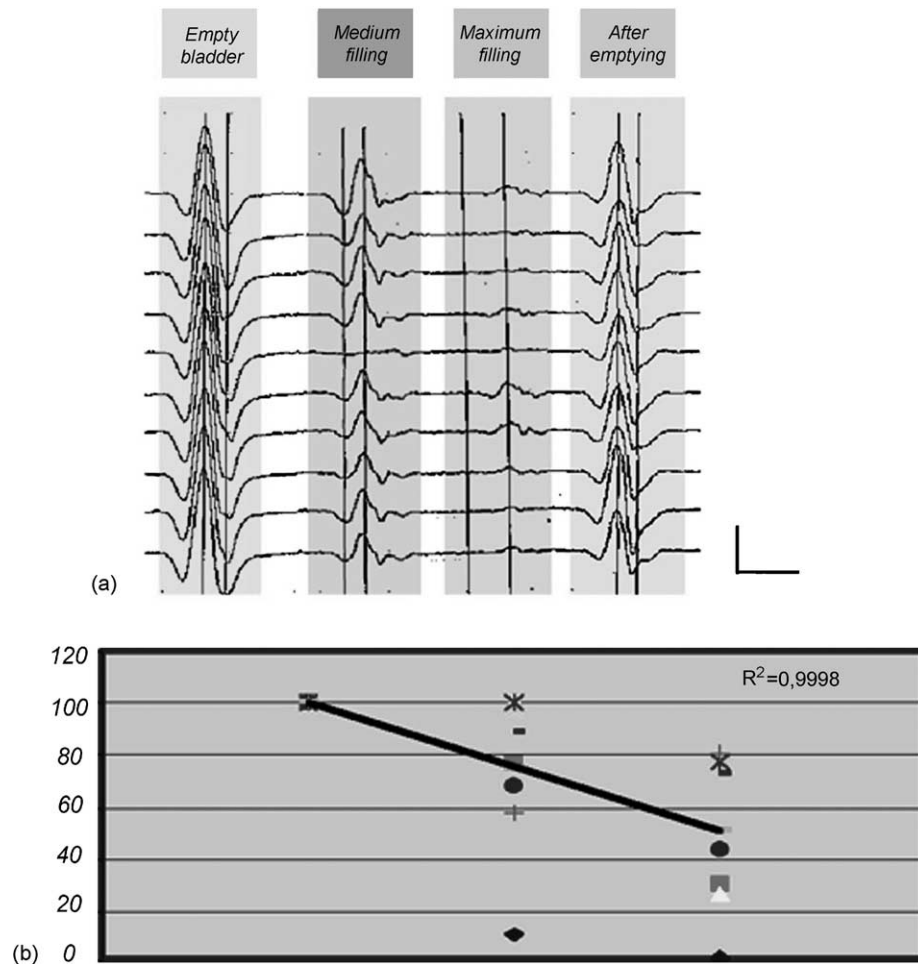 Empty
bladder
Medium
filling
Maximum
filling
After
emptying
(a)
120
R²=0,9998
100
80
60
40
20
(b)
0